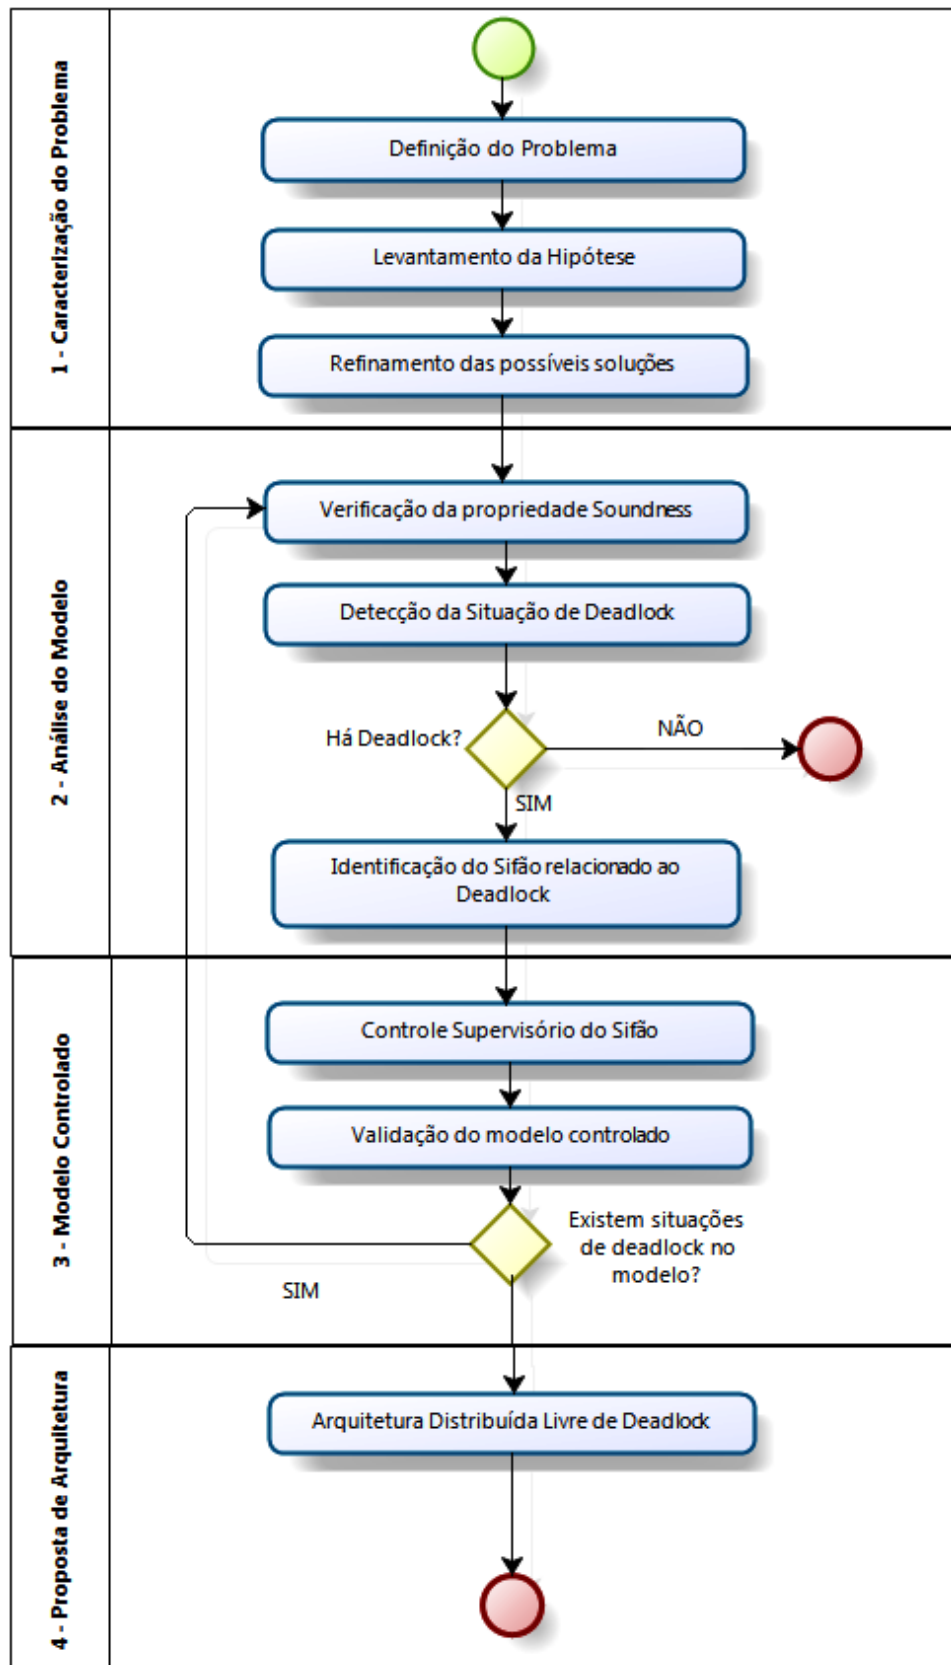 1 - Caracterização do Problema
Definição do Problema
Levantamento da Hipótese
Refinamento das possíveis soluções
2 - Análise do Modelo
Verificação da propriedade Soundness
Detecção da Situação de Deadlock
Há Deadlock?
NÃO
SIM
Identificação do Sifão relacionado ao
Deadlock
3 - Modelo Controlado
Controle Supervisório do Sifão
Validação do modelo controlado
Existem situações
de deadlock no
modelo?
SIM
4 - Proposta de Arquitetura
Arquitetura Distribuída Livre de Deadlock